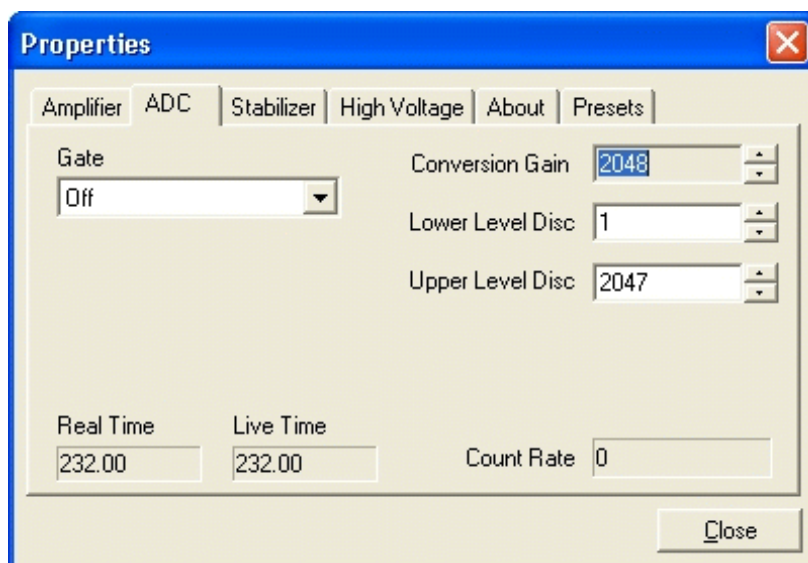 Properties
Amplifier ADC Stabilizer High Voltage About Presets
Gate
Off
Conversion Gain 2048
Lower Level Disc 1
Upper Level Disc 2047
Real Time Live Time
232.00 232.00
Count Rate 0
Close